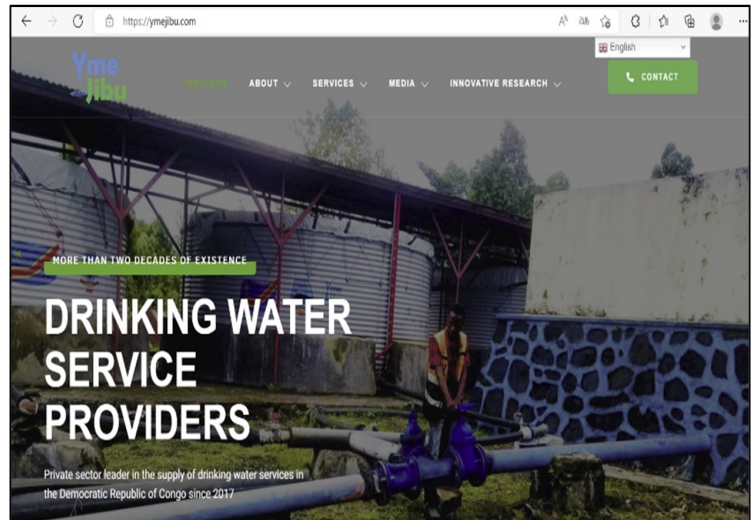 https://ymejibu.com
English
Yme
Jibu
WELCOME ABOUT SERVICES MEDIA INNOVATIVE RESEARCH CONTACT
MORE THAN TWO DECADES OF EXISTENCE
DRINKING WATER
SERVICE
PROVIDERS
Private sector leader in the supply of drinking water services in
the Democratic Republic of Congo since 2017